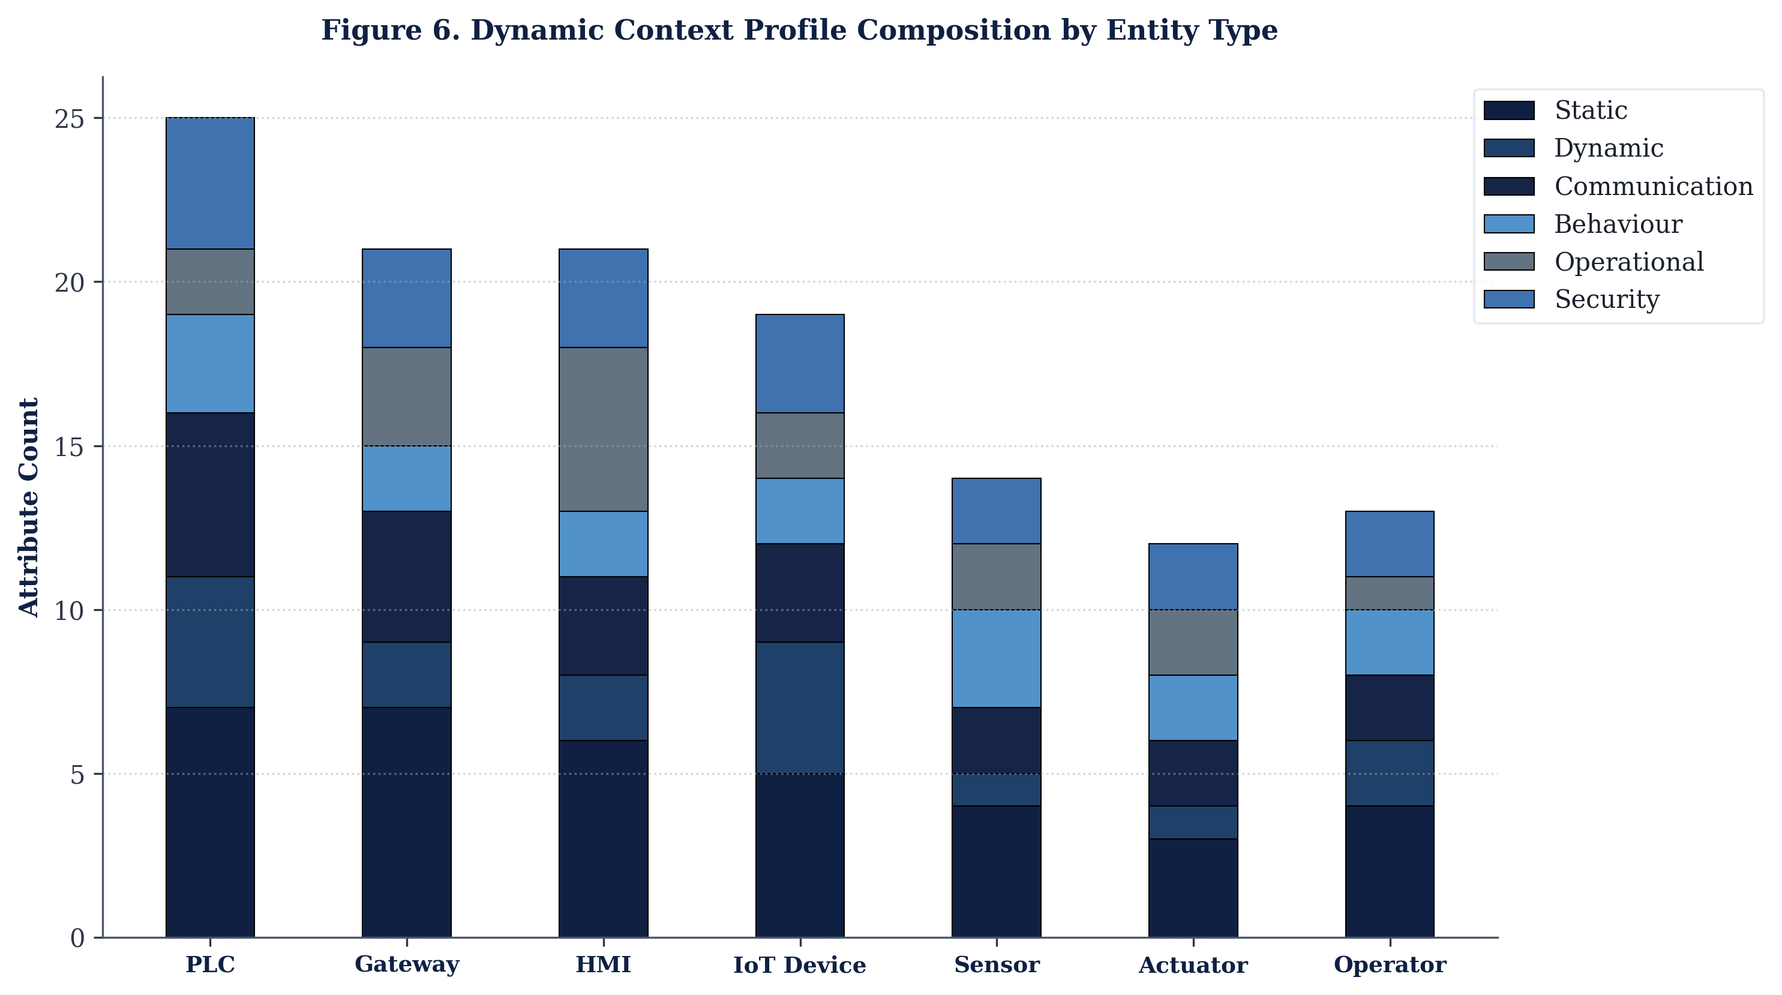 Figure 6. Dynamic Context Profile Composition by Entity Type
Attribute Count
25
20
15
10
5
0
PLC
Gateway
HMI
IoT Device
Sensor
Actuator
Operator
Static
Dynamic
Communication
Behaviour
Operational
Security